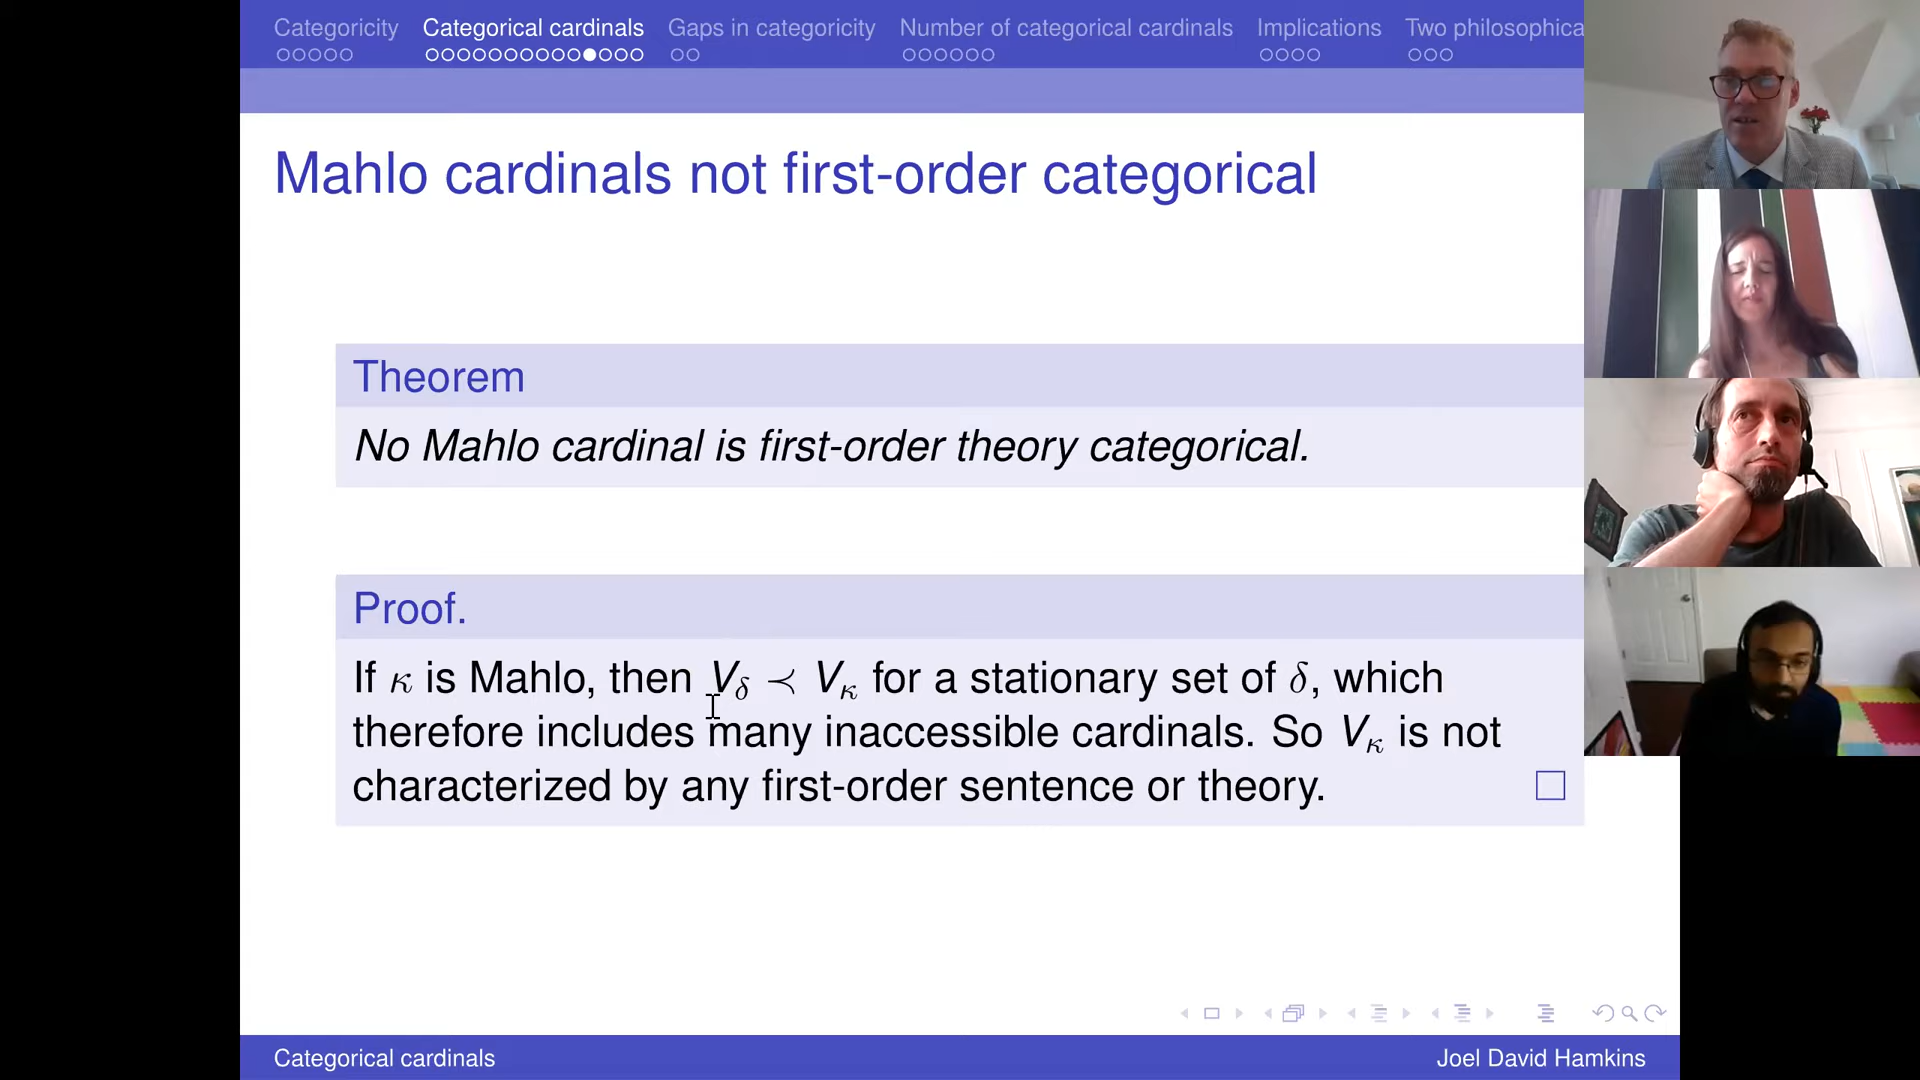 Categoricity Categorical cardinals Gaps in categoricity Number of categorical cardinals Implications Two philosophica
Mahlo cardinals not first-order categorical
Theorem
No Mahlo cardinal is first-order theory categorical.
Proof.
If κ is Mahlo, then V_δ ≺ V_κ for a stationary set of δ, which
therefore includes many inaccessible cardinals. So V_κ is not
characterized by any first-order sentence or theory. □
Categorical cardinals Joel David Hamkins